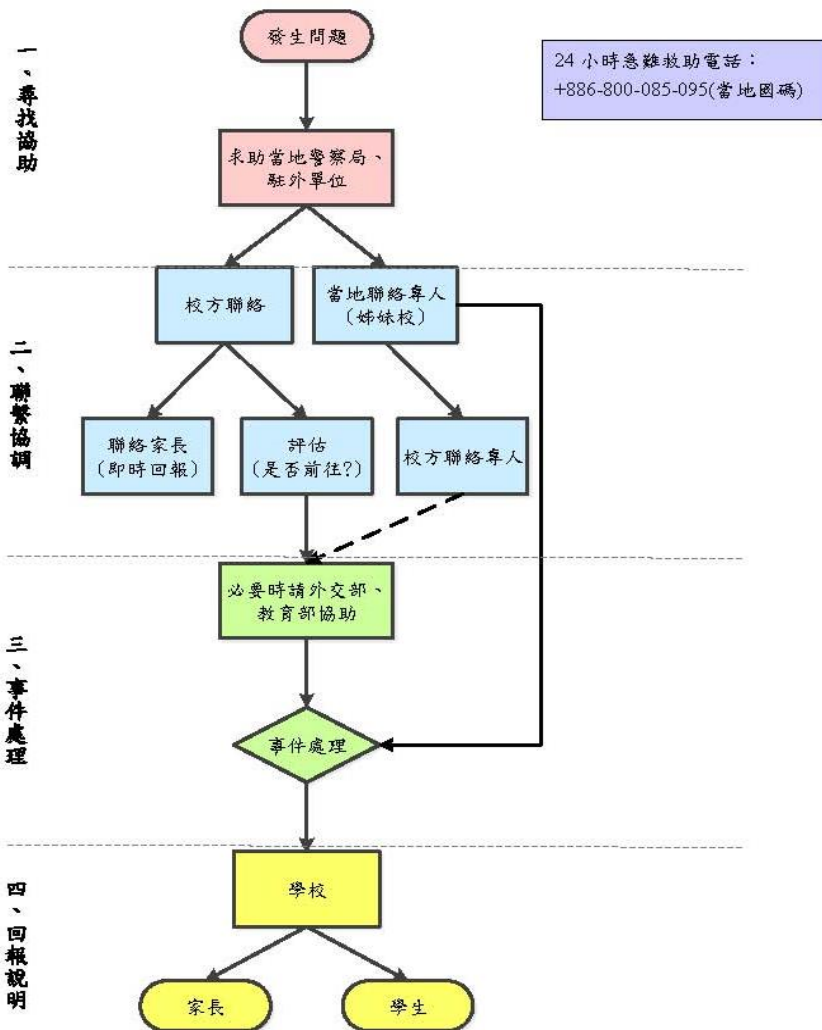 發生問題
24 小時急難救助電話：
+886-800-085-095(當地國碼)
一、尋找協助
求助當地警察局、
駐外單位
校方聯絡
當地聯絡專人
(姊妹校)
二、聯繫協調
聯絡家長
(即時回報)
評估
(是否前往?)
校方聯絡專人
必要時請外交部、
教育部協助
三、事件處理
事件處理
學校
四、回報說明
家長
學生